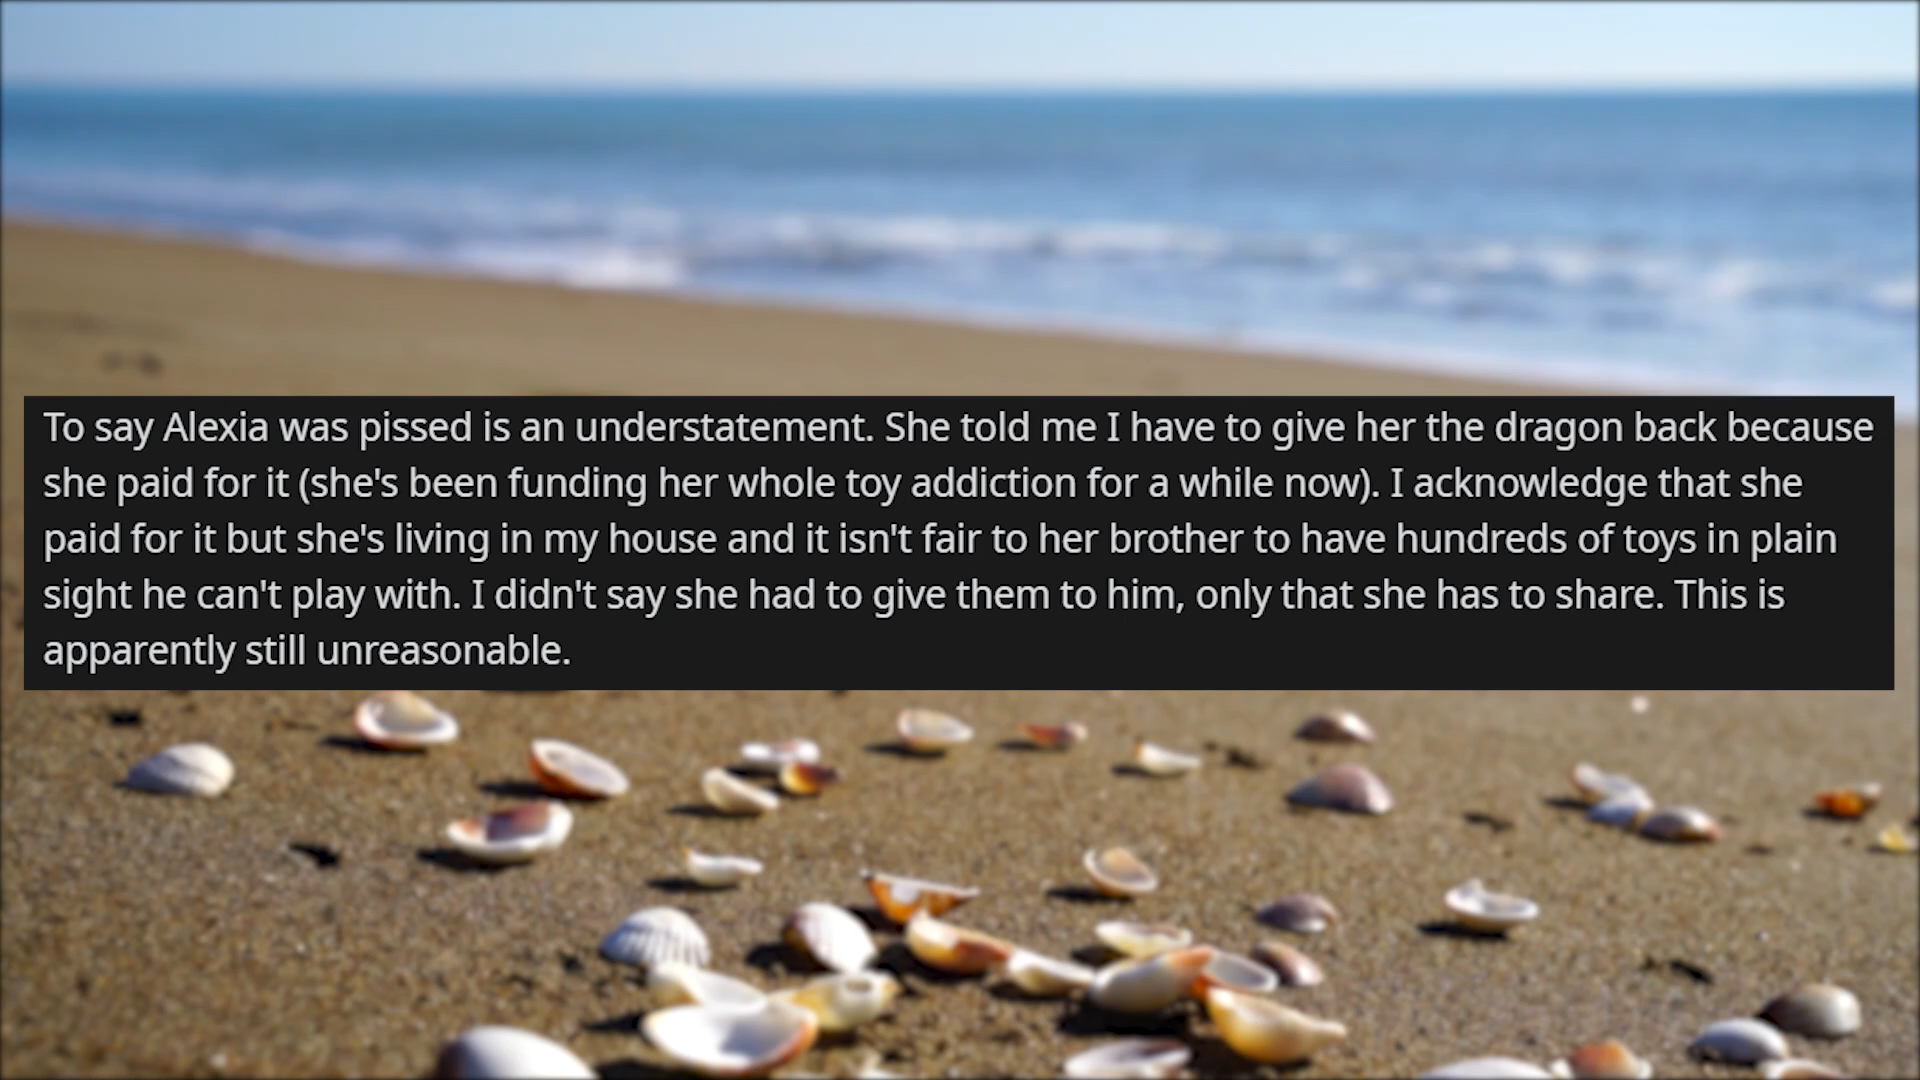 To say Alexia was pissed is an understatement. She told me I have to give her the dragon back because
she paid for it (she's been funding her whole toy addiction for a while now). I acknowledge that she
paid for it but she's living in my house and it isn't fair to her brother to have hundreds of toys in plain
sight he can't play with. I didn't say she had to give them to him, only that she has to share. This is
apparently still unreasonable.